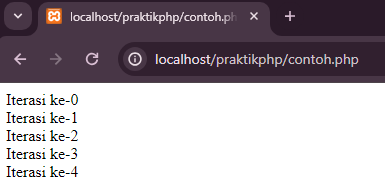 localhost/praktikphp/contoh.ph
localhost/praktikphp/contoh.php
Iterasi ke-0
Iterasi ke-1
Iterasi ke-2
Iterasi ke-3
Iterasi ke-4